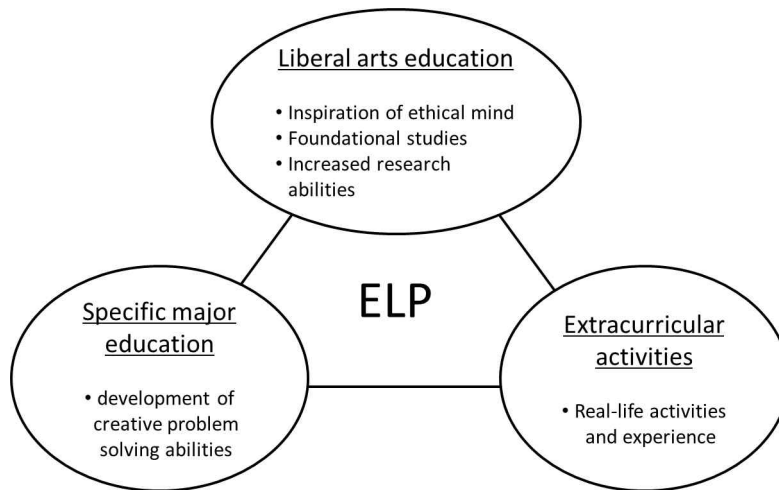 Liberal arts education
• Inspiration of ethical mind
• Foundational studies
• Increased research
abilities
ELP
Specific major
education
• development of
creative problem
solving abilities
Extracurricular
activities
• Real-life activities
and experience